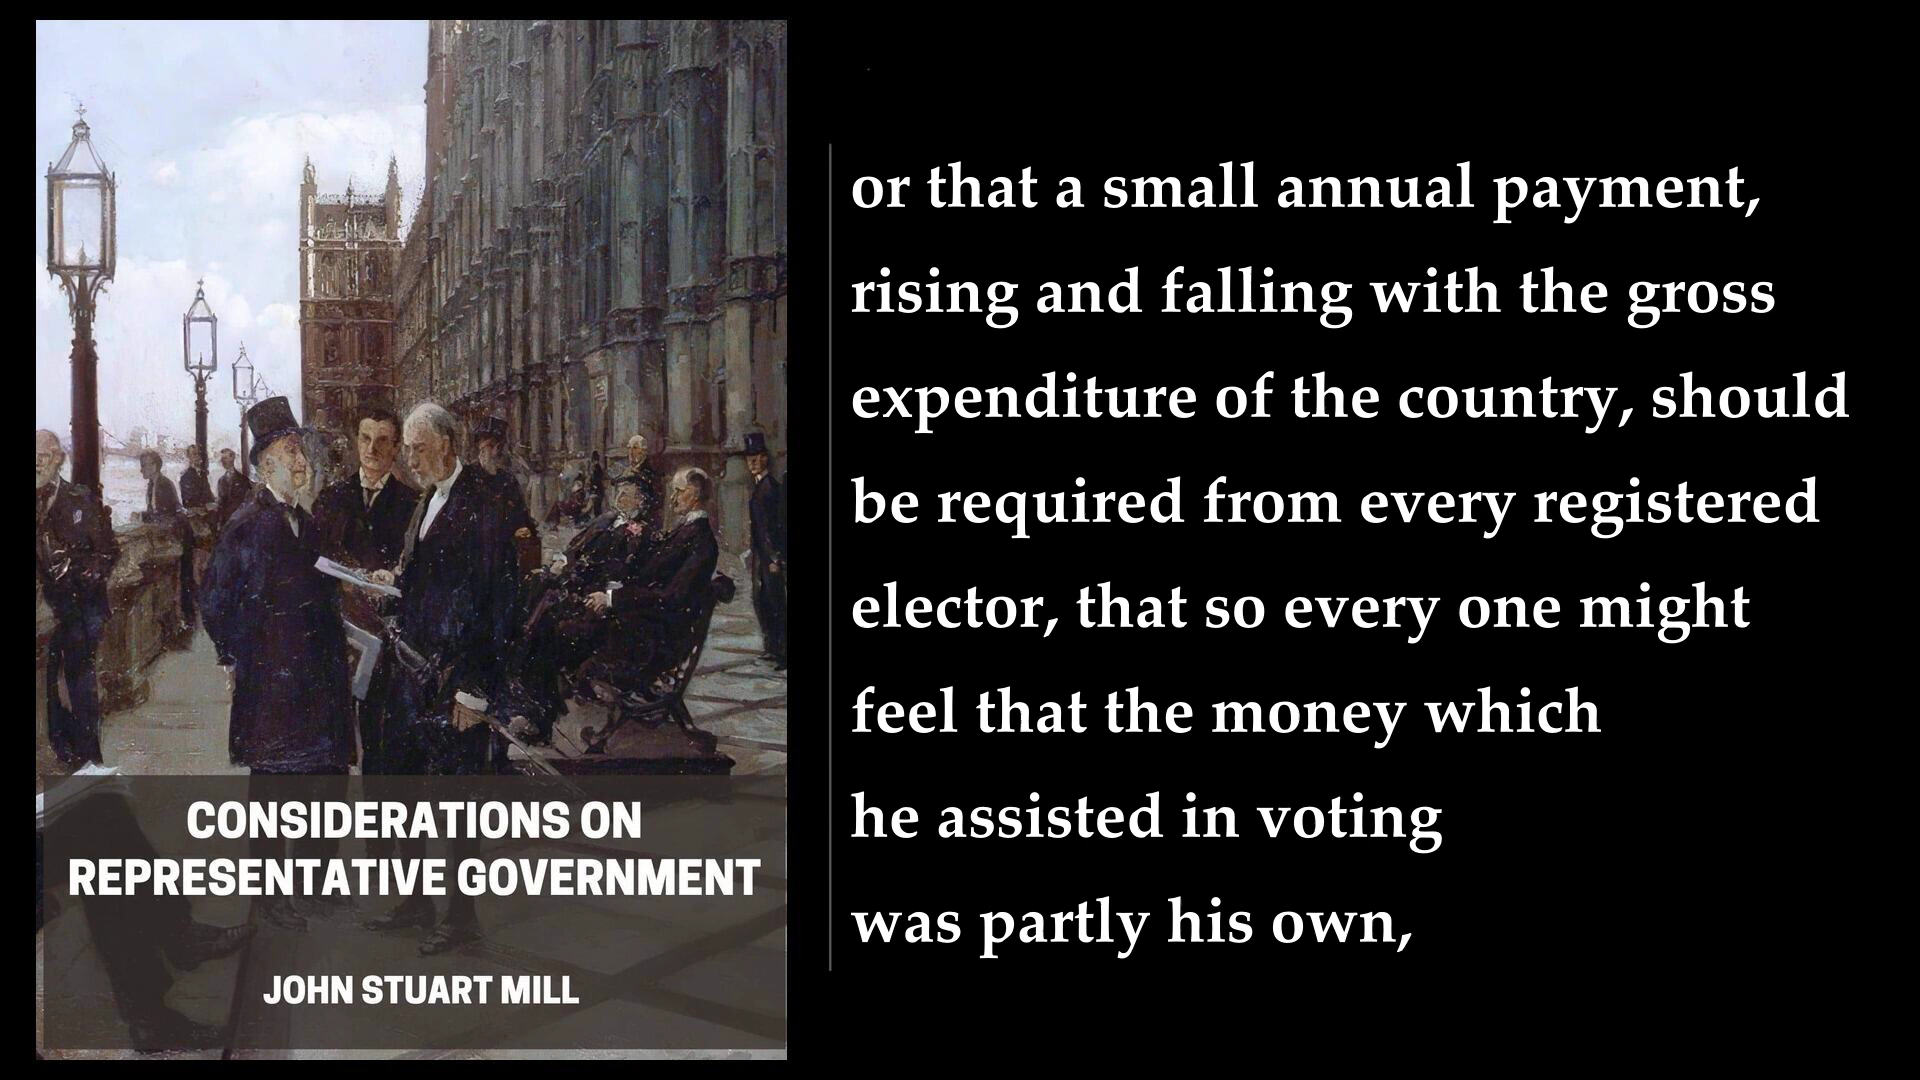 CONSIDERATIONS ON
REPRESENTATIVE GOVERNMENT
JOHN STUART MILL
or that a small annual payment,
rising and falling with the gross
expenditure of the country, should
be required from every registered
elector, that so every one might
feel that the money which
he assisted in voting
was partly his own,